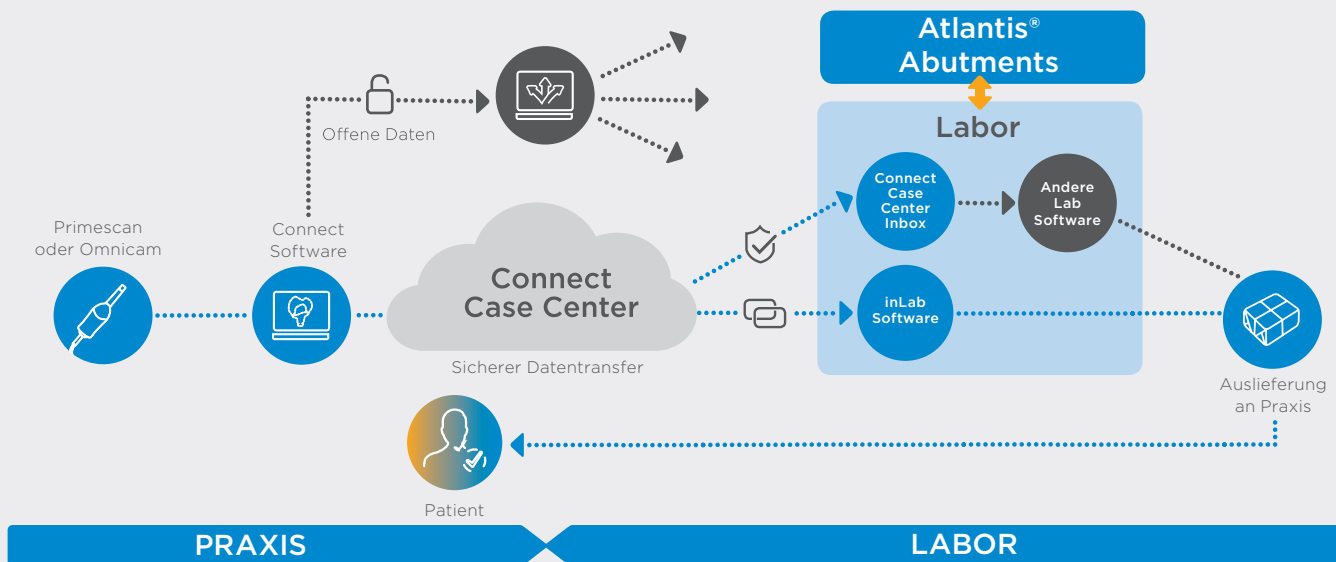 Atlantis®
Abutments
Offene Daten
Labor
Connect
Case
Center
Inbox
Andere
Lab
Software
Primescan
oder Omnicam
Connect
Software
Connect
Case Center
inLab
Software
Sicherer Datentransfer
Auslieferung
an Praxis
Patient
PRAXIS
LABOR